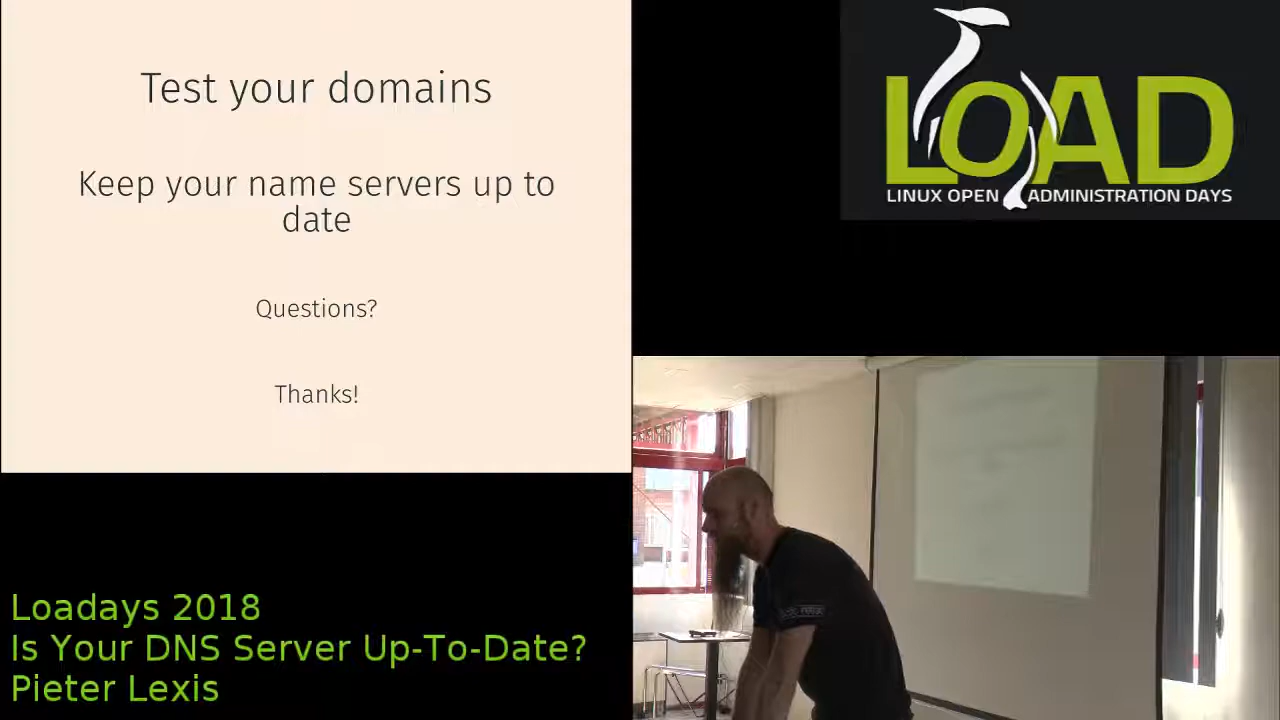 Test your domains
Keep your name servers up to
date
Questions?
Thanks!
LOAD
LINUX OPEN ADMINISTRATION DAYS
Loadays 2018
Is Your DNS Server Up-To-Date?
Pieter Lexis